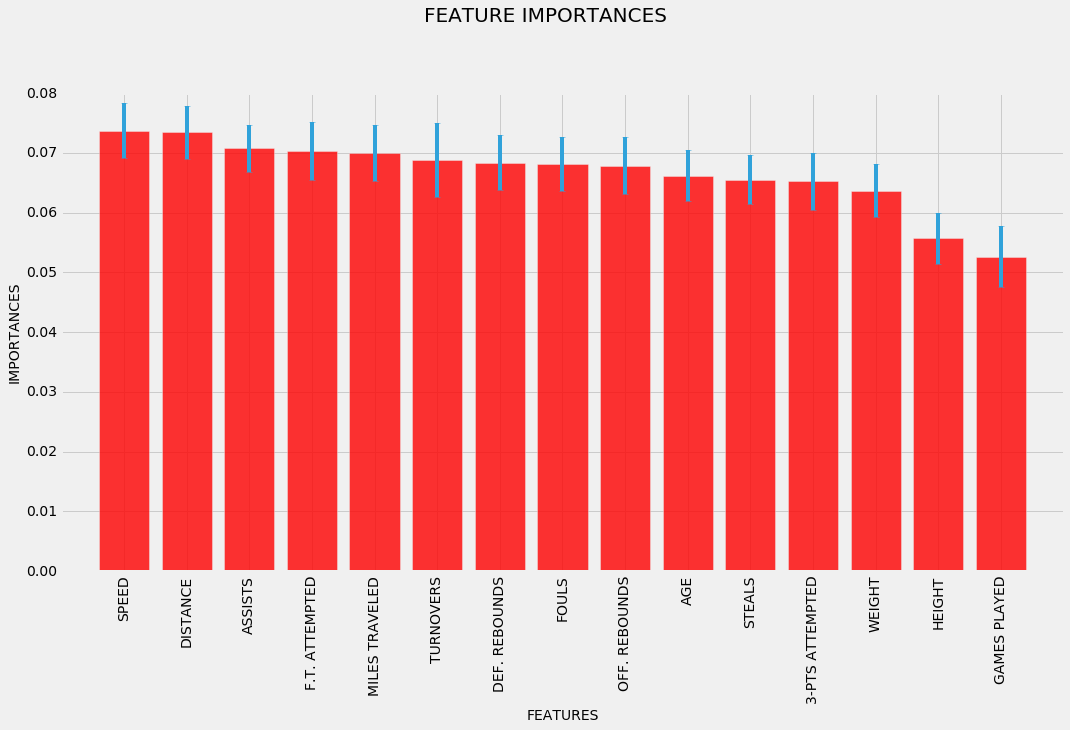 FEATURE IMPORTANCES
0.08
0.07
0.06
0.05
0.04
0.03
0.02
0.01
0.00
IMPORTANCES
SPEED
DISTANCE
ASSISTS
F.T. ATTEMPTED
MILES TRAVELED
TURNOVERS
DEF. REBOUNDS
FOULS
OFF. REBOUNDS
AGE
STEALS
3-PTS ATTEMPTED
WEIGHT
HEIGHT
GAMES PLAYED
FEATURES